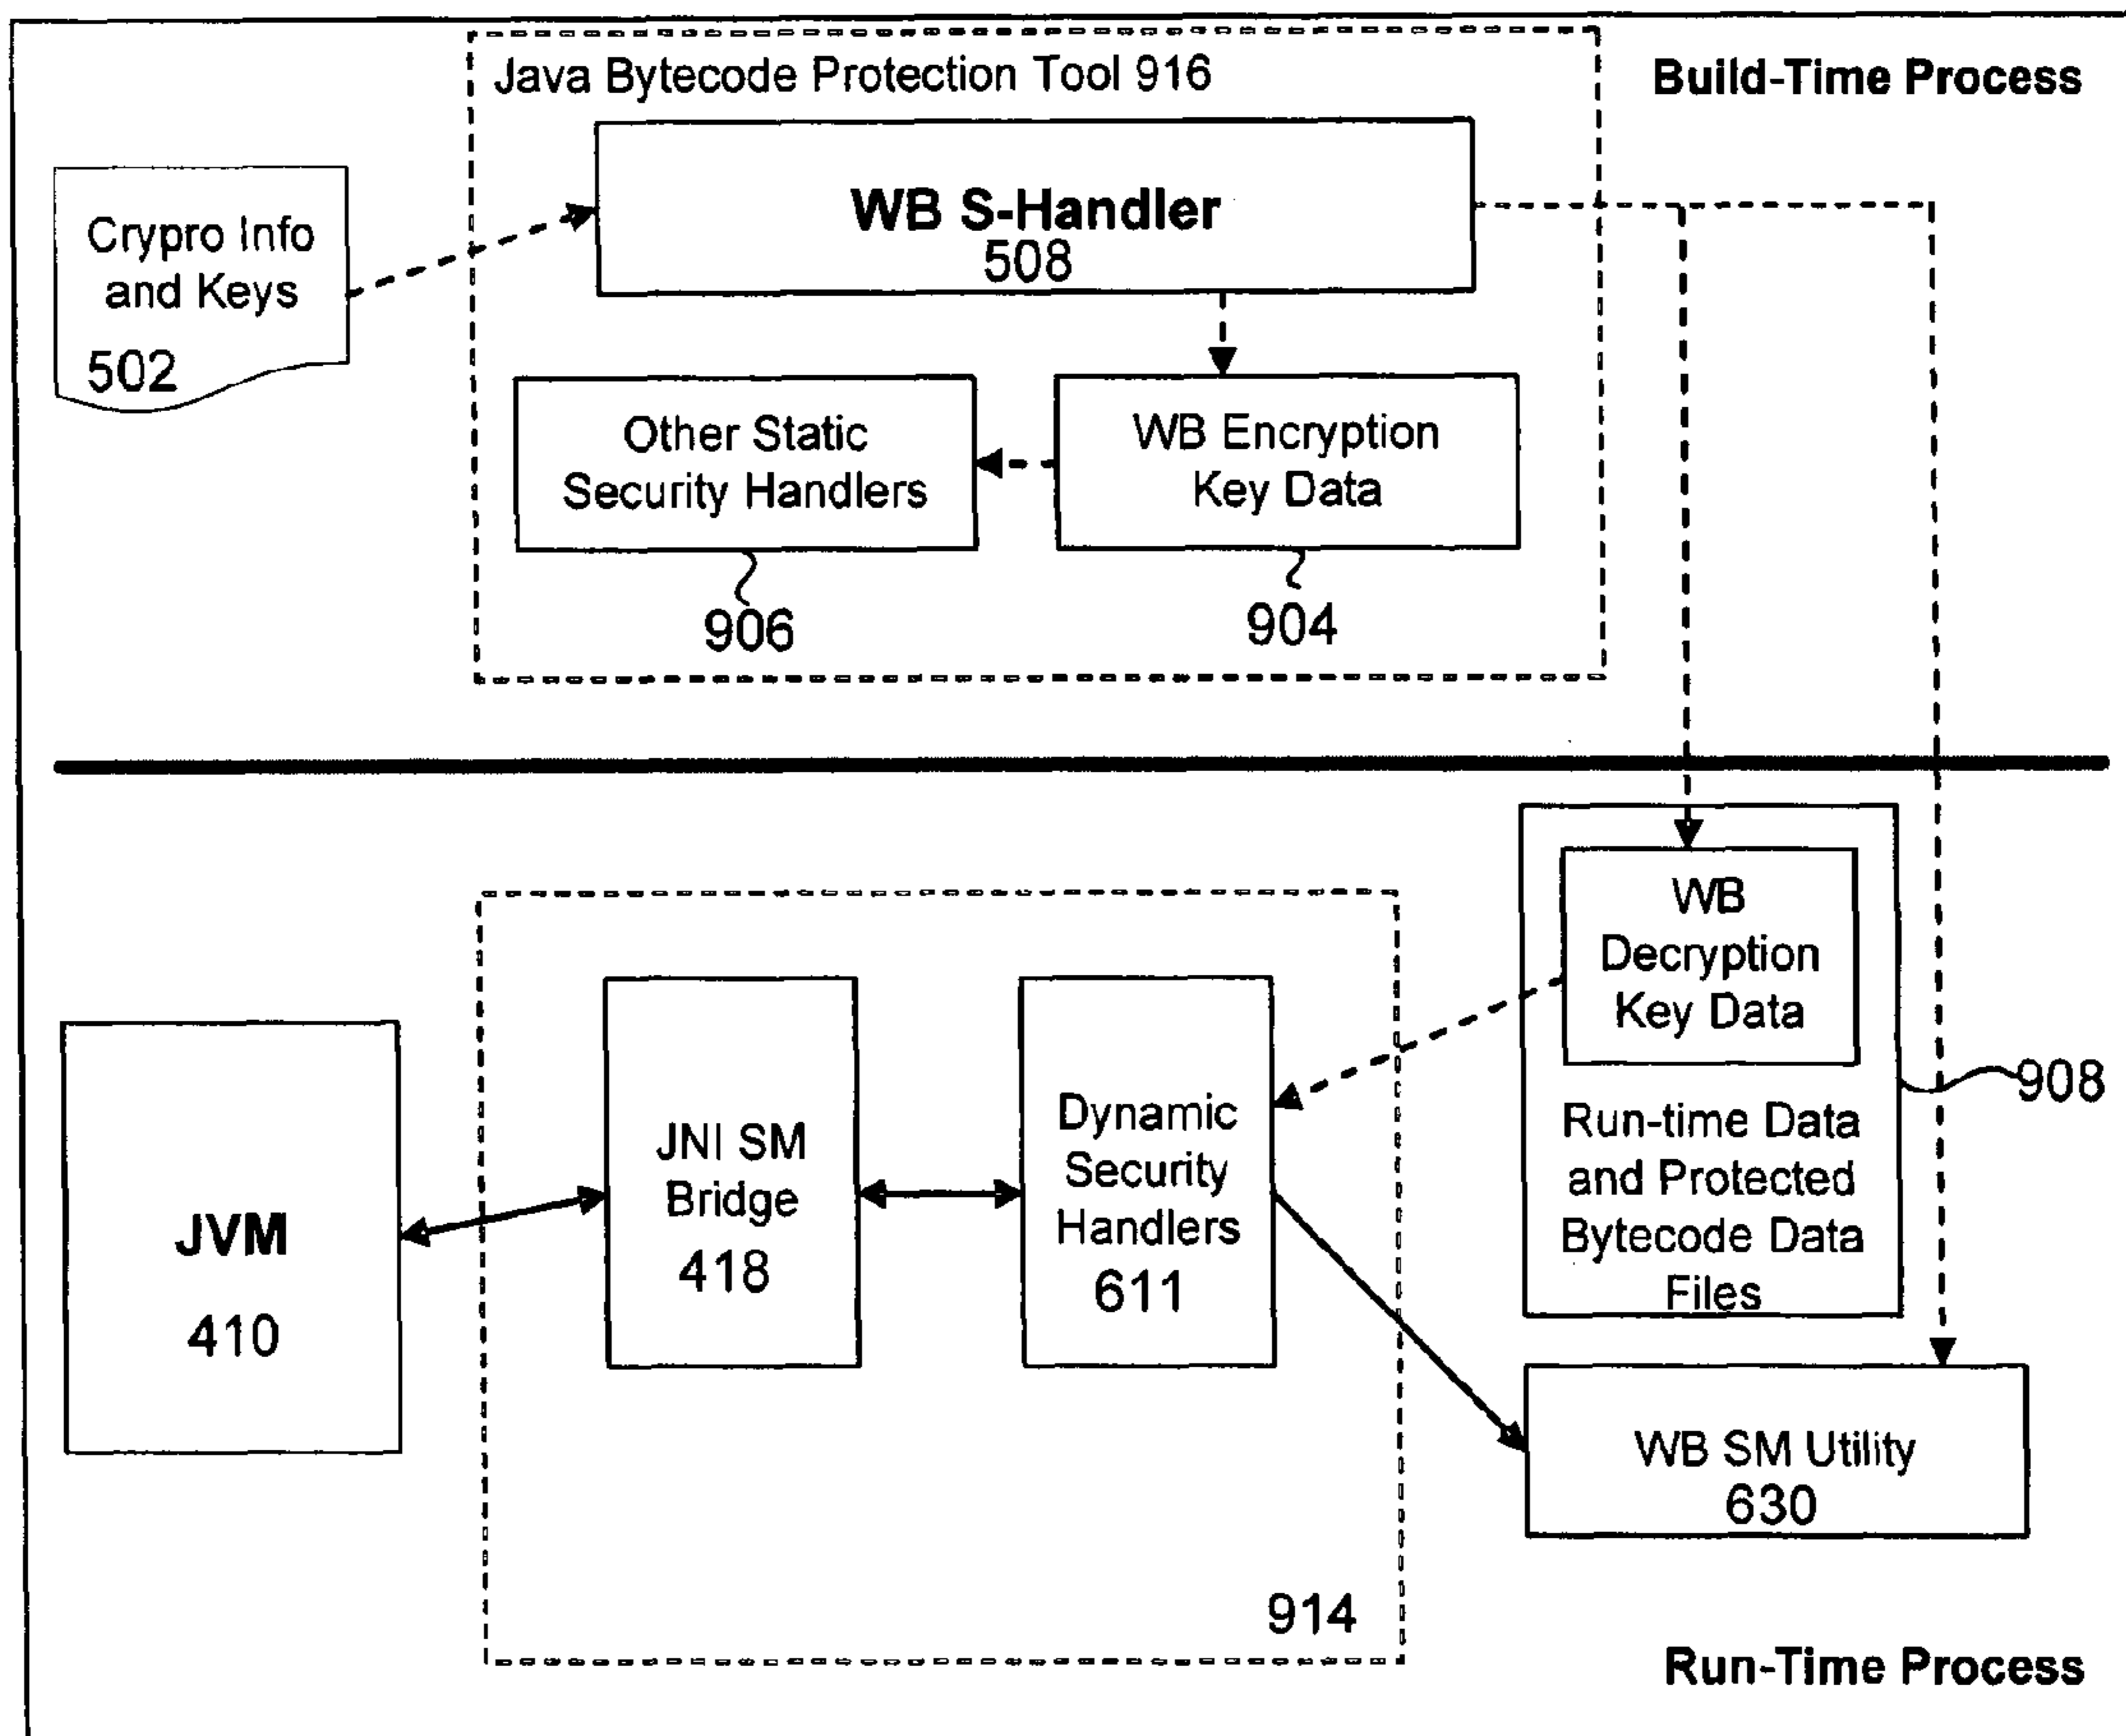 Java Bytecode Protection Tool 916
Build-Time Process
Crypro Info
and Keys
502
WB S-Handler
508
Other Static
Security Handlers
906
WB Encryption
Key Data
904
WB
Decryption
Key Data
Run-time Data
and Protected
Bytecode Data
Files
908
JVM
410
JNI SM
Bridge
418
Dynamic
Security
Handlers
611
WB SM Utility
630
914
Run-Time Process